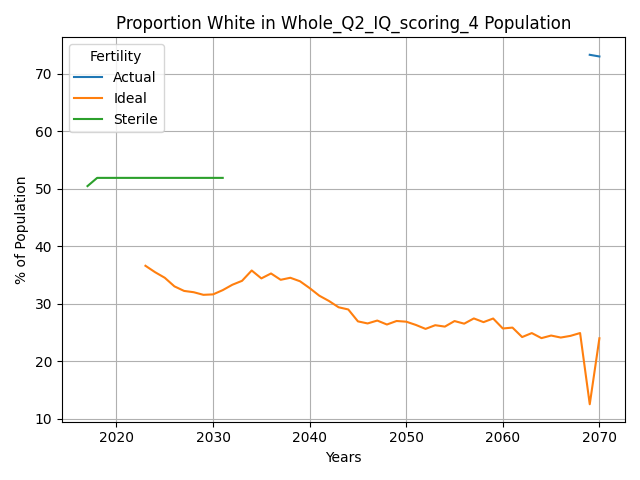 Proportion White in Whole_Q2_IQ_scoring_4 Population
Fertility
Actual
Ideal
Sterile
% of Population
70
60
50
40
30
20
10
2020 2030 2040 2050 2060 2070
Years